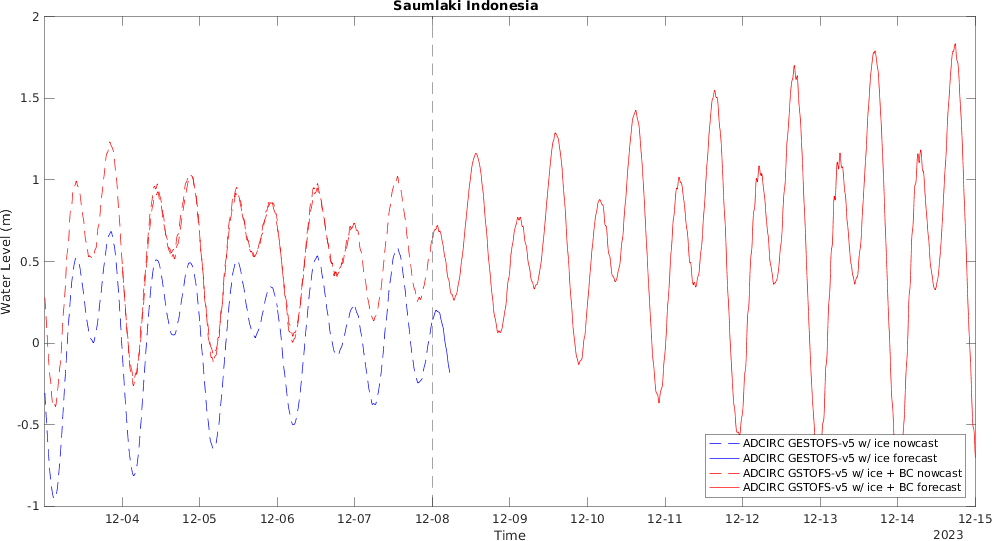 Saumlaki Indonesia
2
1.5
1
0.5
0
-0.5
-1
Water Level (m)
12-04
12-05
12-06
12-07
12-08
12-09
12-10
12-11
12-12
12-13
12-14
12-15
Time
2023
ADCIRC GESTOFS-v5 w/ ice nowcast
ADCIRC GESTOFS-v5 w/ ice forecast
ADCIRC GSTOFS-v5 w/ ice + BC nowcast
ADCIRC GSTOFS-v5 w/ ice + BC forecast